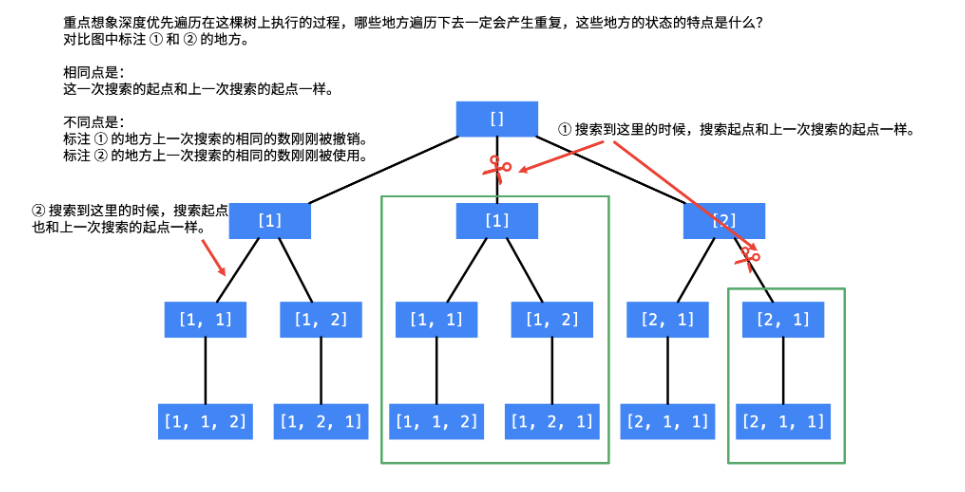 重点想象深度优先遍历在这棵树上执行的过程，哪些地方遍历下去一定会产生重复，这些地方的状态的特点是什么？
对比图中标注 ① 和 ② 的地方。
相同点是：
这一次搜索的起点和上一次搜索的起点一样。
不同点是：
标注 ① 的地方上一次搜索的相同的数刚刚被撤销。
标注 ② 的地方上一次搜索的相同的数刚刚被使用。
[]
① 搜索到这里的时候，搜索起点和上一次搜索的起点一样。
② 搜索到这里的时候，搜索起点
也和上一次搜索的起点一样。
[1]
[1]
[2]
[1, 1]
[1, 2]
[1, 1]
[1, 2]
[2, 1]
[2, 1]
[1, 1, 2]
[1, 2, 1]
[1, 1, 2]
[1, 2, 1]
[2, 1, 1]
[2, 1, 1]